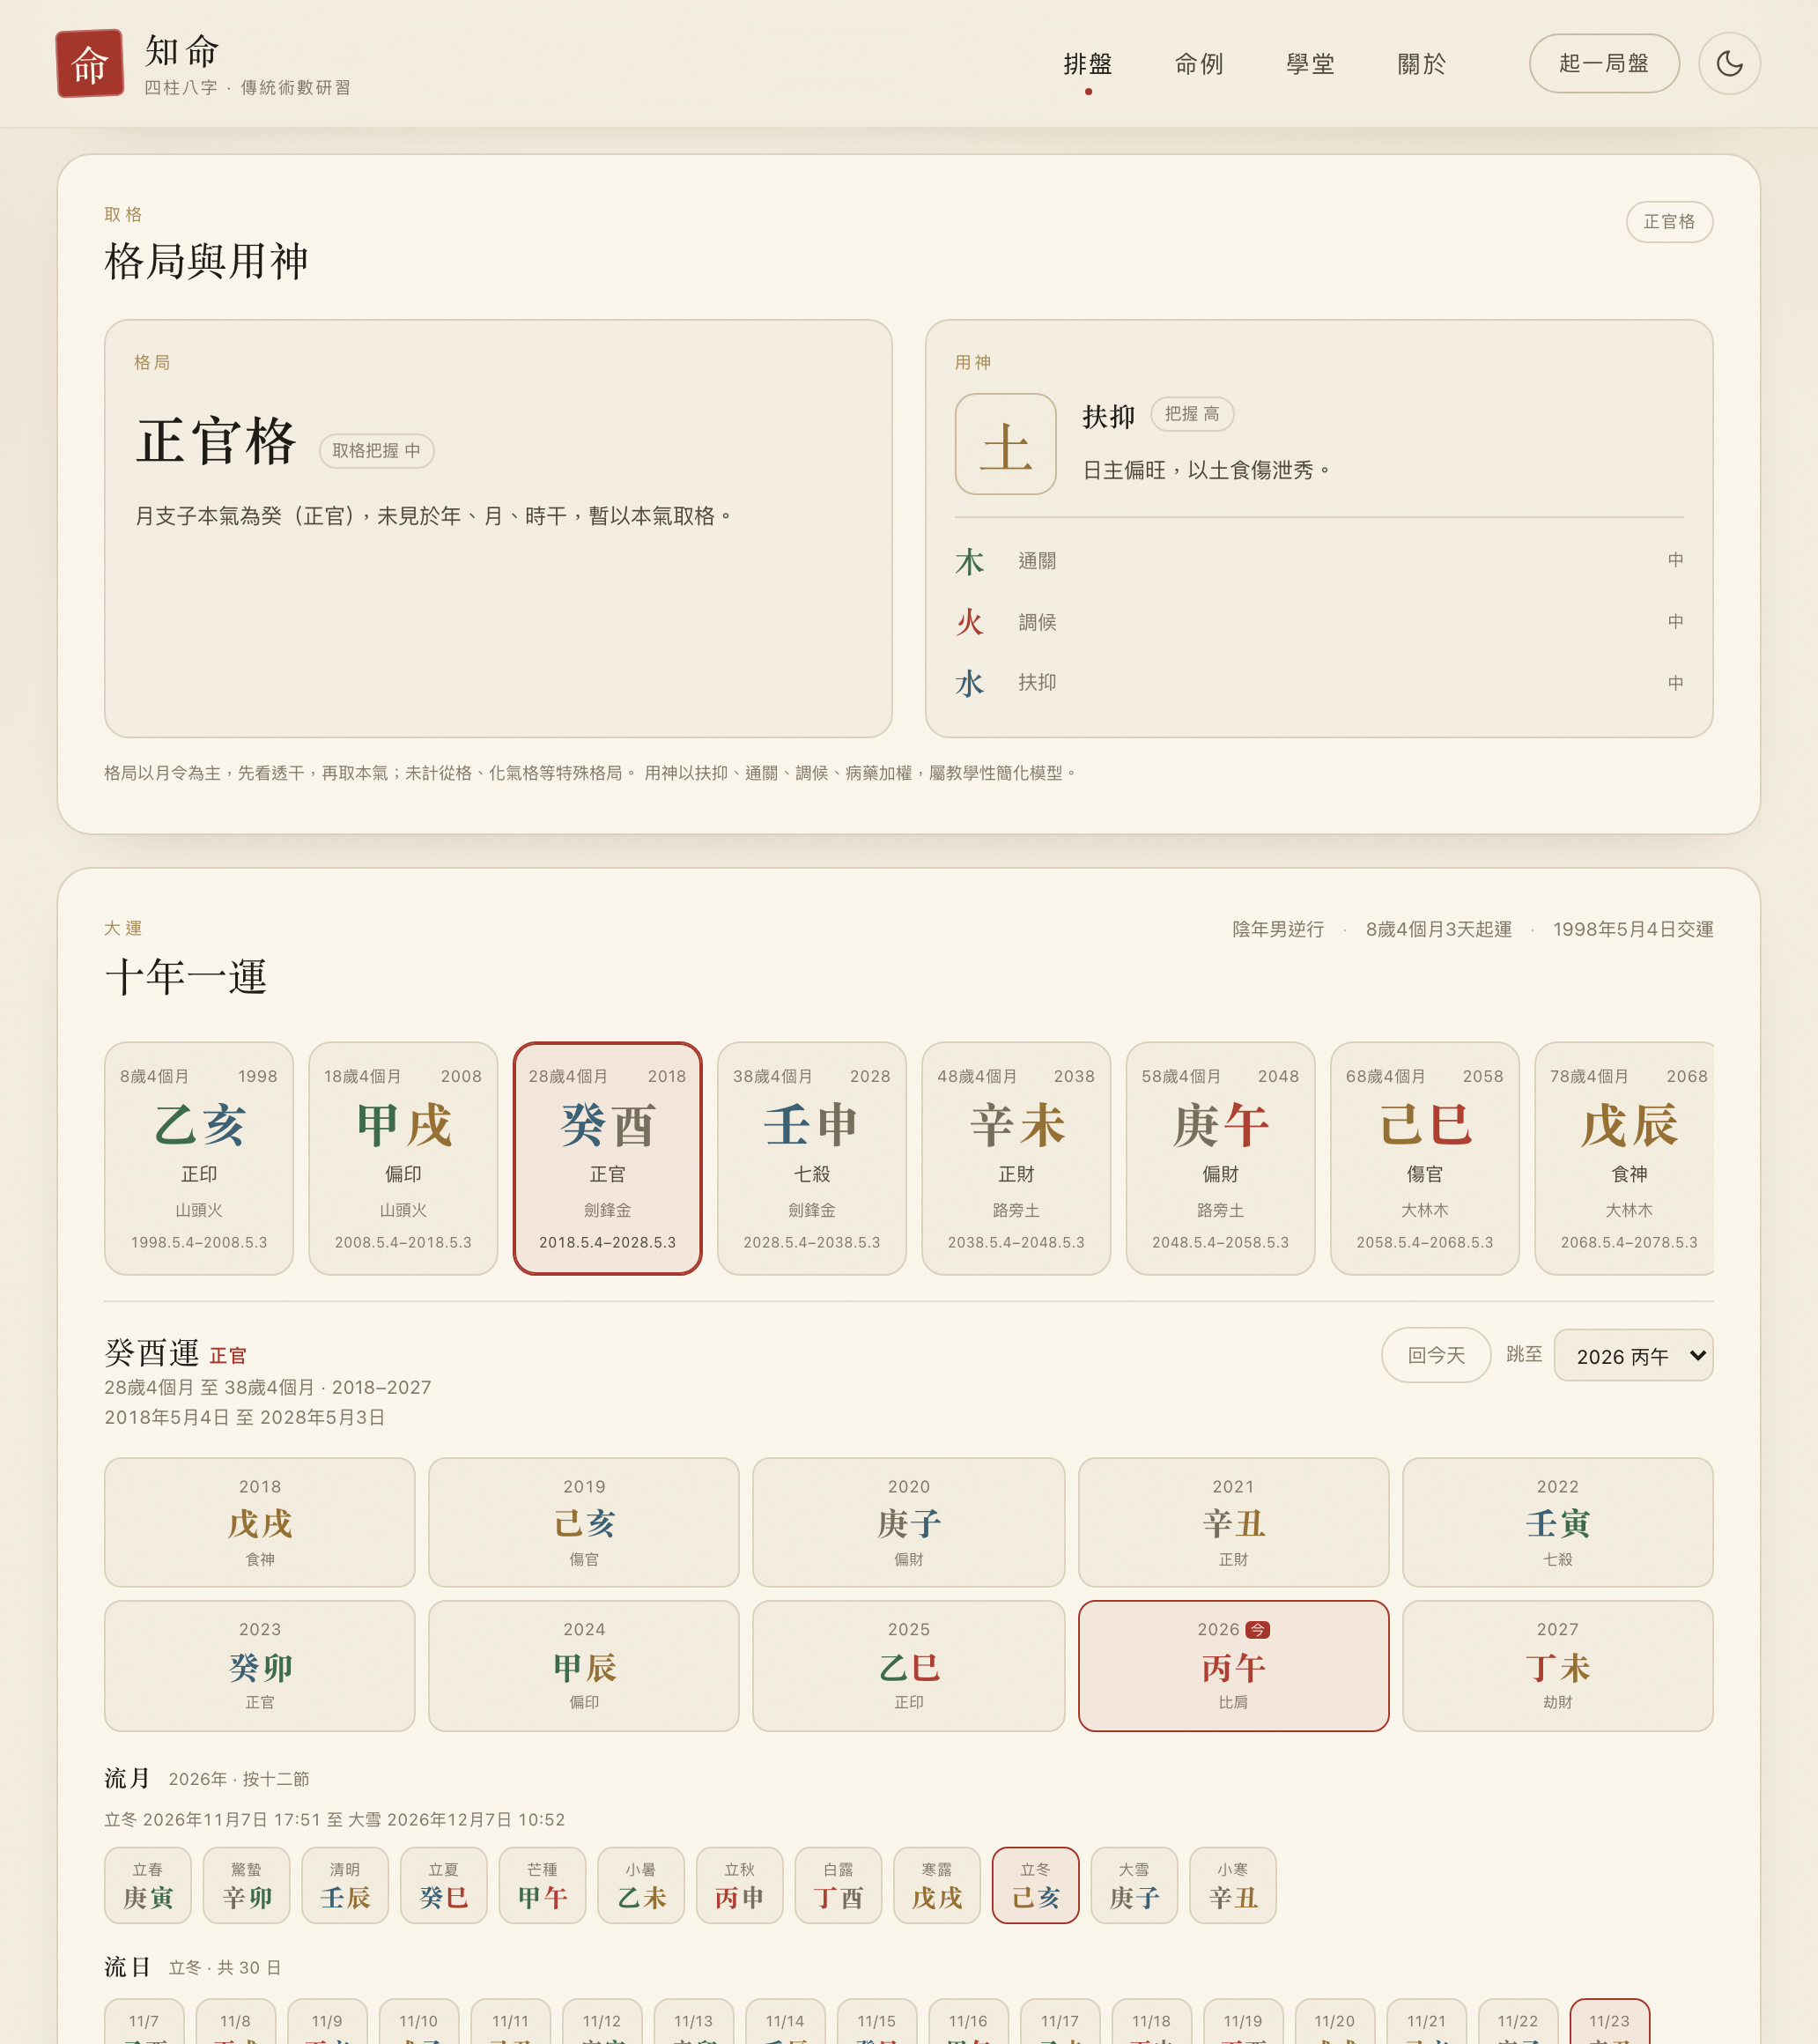 命
知命
四柱八字 · 傳統術數研習
排盤 命例 學堂 關於 起一局盤
取格
格局與用神
正官格
格局
正官格 取格把握 中
月支子本氣為癸（正官），未見於年、月、時干，暫以本氣取格。
用神
土
扶抑 把握 高
日主偏旺，以土食傷泄秀。
木 通關 中
火 調候 中
水 扶抑 中
格局以月令為主，先看透干，再取本氣；未計從格、化氣格等特殊格局。 用神以扶抑、通關、調候、病藥加權，屬教學性簡化模型。
大運
十年一運
陰年男逆行 · 8歲4個月3天起運 · 1998年5月4日交運
8歲4個月 1998
乙亥
正印
山頭火
1998.5.4–2008.5.3
18歲4個月 2008
甲戌
偏印
山頭火
2008.5.4–2018.5.3
28歲4個月 2018
癸酉
正官
劍鋒金
2018.5.4–2028.5.3
38歲4個月 2028
壬申
七殺
劍鋒金
2028.5.4–2038.5.3
48歲4個月 2038
辛未
正財
路旁土
2038.5.4–2048.5.3
58歲4個月 2048
庚午
偏財
路旁土
2048.5.4–2058.5.3
68歲4個月 2058
己巳
傷官
大林木
2058.5.4–2068.5.3
78歲4個月 2068
戊辰
食神
大林木
2068.5.4–2078.5.3
癸酉運 正官
28歲4個月 至 38歲4個月 · 2018–2027
2018年5月4日 至 2028年5月3日
回今天 跳至 2026 丙午
2018
戊戌
食神
2019
己亥
傷官
2020
庚子
偏財
2021
辛丑
正財
2022
壬寅
七殺
2023
癸卯
正官
2024
甲辰
偏印
2025
乙巳
正印
2026 今
丙午
比肩
2027
丁未
劫財
流月 2026年 · 按十二節
立冬 2026年11月7日 17:51 至 大雪 2026年12月7日 10:52
立春
庚寅
驚蟄
辛卯
清明
壬辰
立夏
癸巳
芒種
甲午
小暑
乙未
立秋
丙申
白露
丁酉
寒露
戊戌
立冬
己亥
大雪
庚子
小寒
辛丑
流日 立冬 · 共 30 日
11/7 11/8 11/9 11/10 11/11 11/12 11/13 11/14 11/15 11/16 11/17 11/18 11/19 11/20 11/21 11/22 11/23